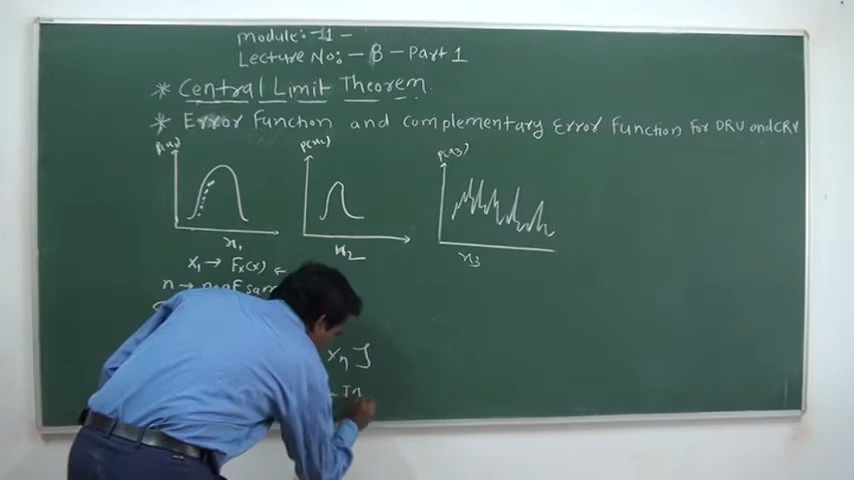 Module:-11-
Lecture No:- 8 - Part 1
* Central Limit Theorem.
* Error Function and complementary Error Function for DRV and CRV
p(x1) p(x2) p(x3)
x1 x2 x3
X1 → Fx(x) ←
n → no of sam